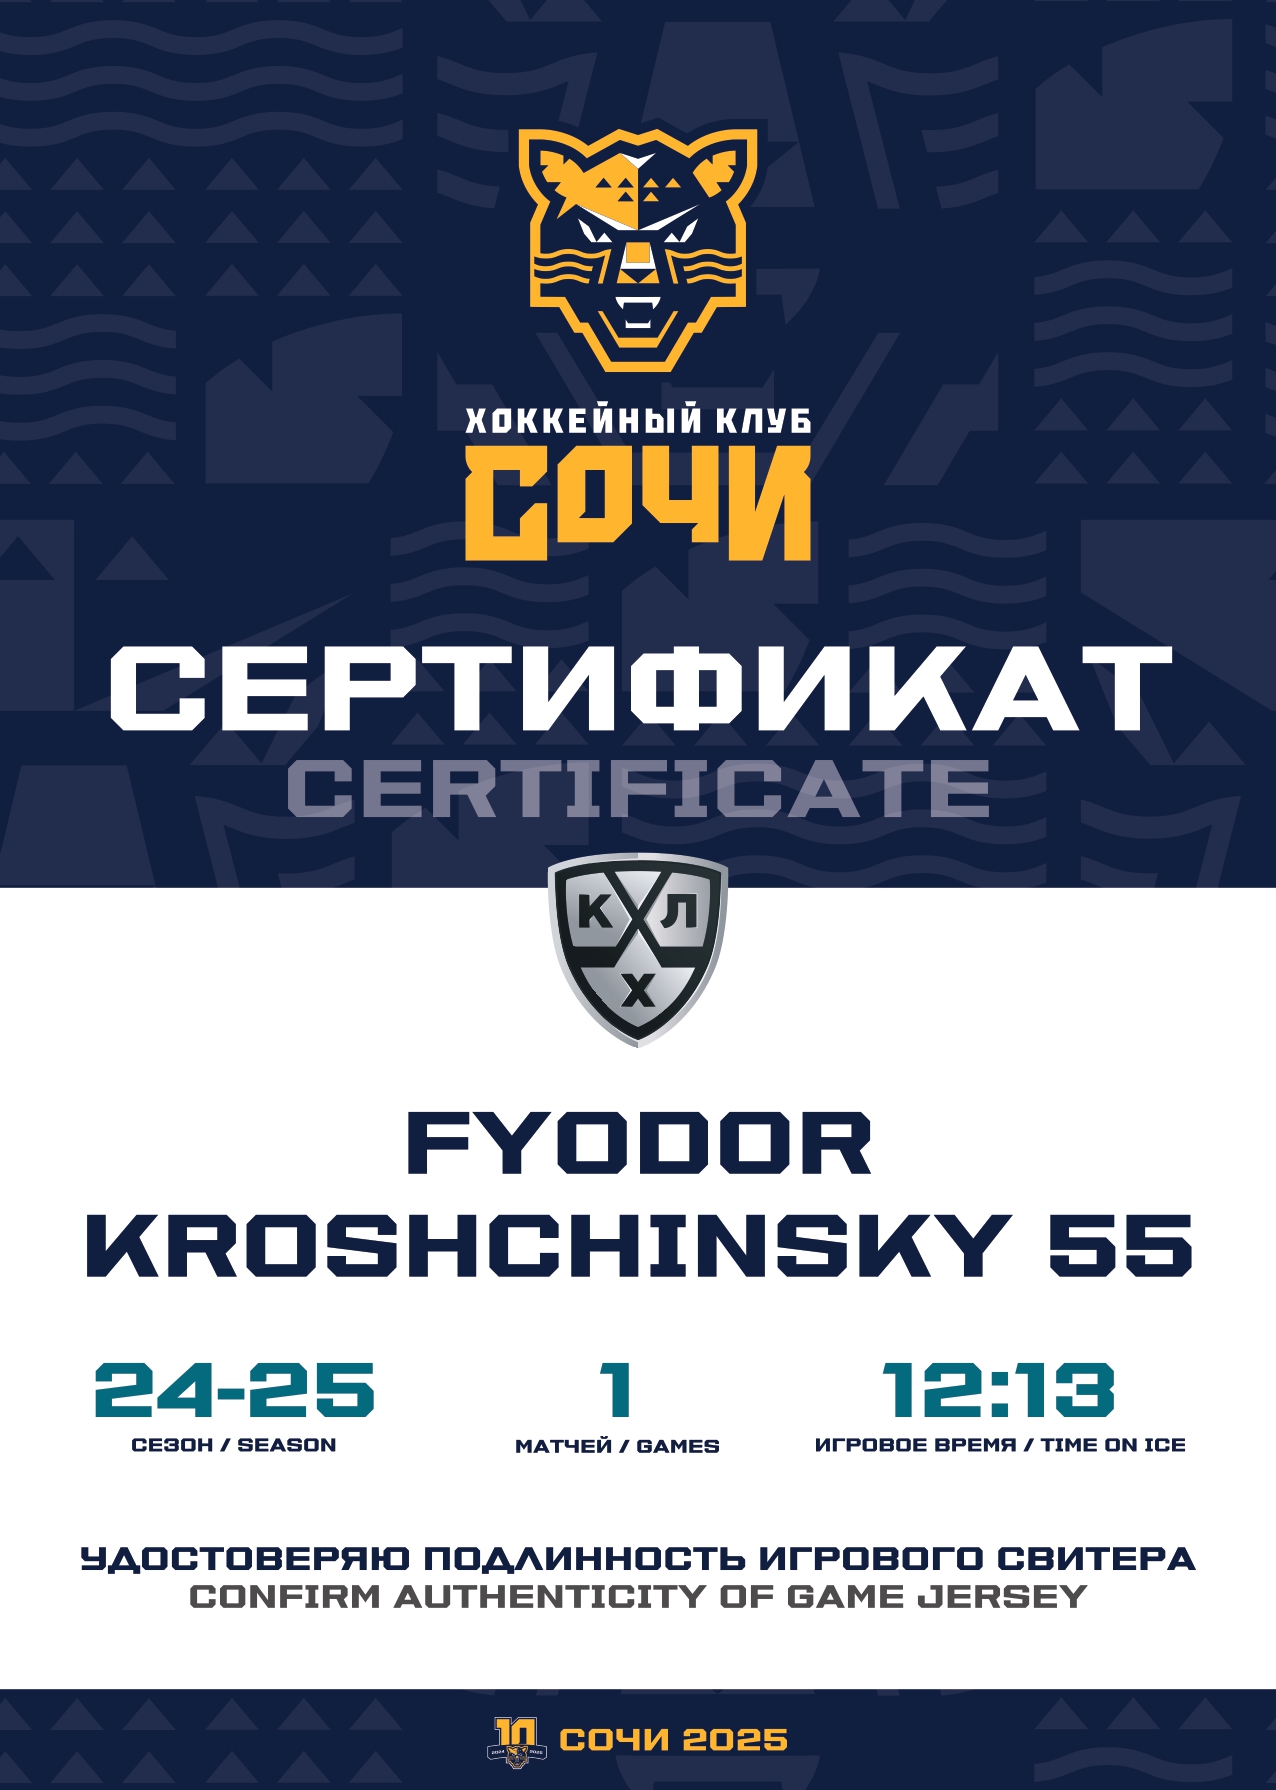 ХОККЕЙНЫЙ КЛУБ
СОЧИ
СЕРТИФИКАТ
CERTIFICATE
К Л
Х
FYODOR
KROSHCHINSKY 55
24-25
СЕЗОН / SEASON
1
МАТЧЕЙ / GAMES
12:13
ИГРОВОЕ ВРЕМЯ / TIME ON ICE
УДОСТОВЕРЯЮ ПОДЛИННОСТЬ ИГРОВОГО СВИТЕРА
CONFIRM AUTHENTICITY OF GAME JERSEY
10
СОЧИ 2025